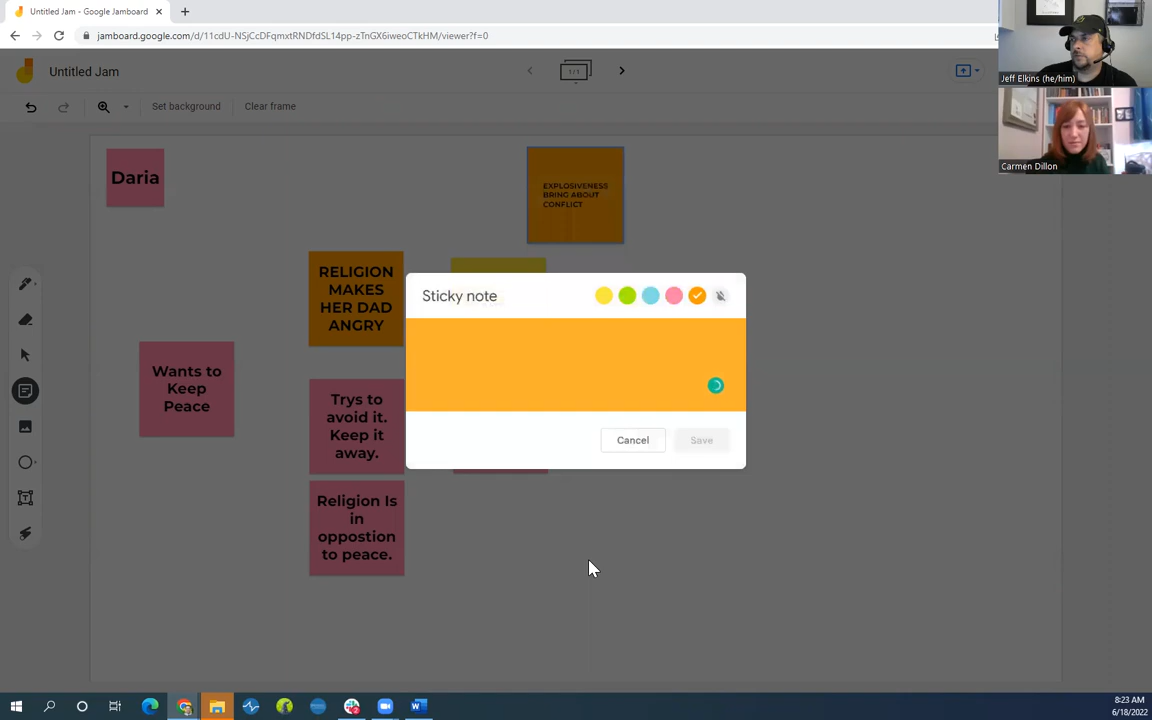 Untitled Jam - Google Jamboard
jamboard.google.com/d/11cdU-NSjCcDFqmxtRNDfdSL14pp-zTnGX6iweoCTkHM/viewer?f=0
Untitled Jam
1/1
Set background
Clear frame
Jeff Elkins (he/him)
Carmen Dillon
Daria
EXPLOSIVENESS
BRING ABOUT
CONFLICT
RELIGION
MAKES
HER DAD
ANGRY
Wants to
Keep
Peace
Trys to
avoid it.
Keep it
away.
Religion Is
in
oppostion
to peace.
Sticky note
Cancel
Save
8:23 AM
6/18/2022